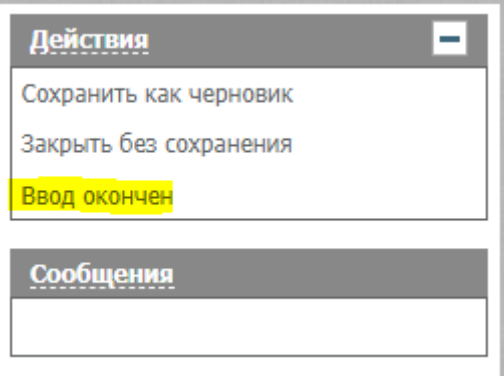 Действия
Сохранить как черновик
Закрыть без сохранения
Ввод окончен
Сообщения